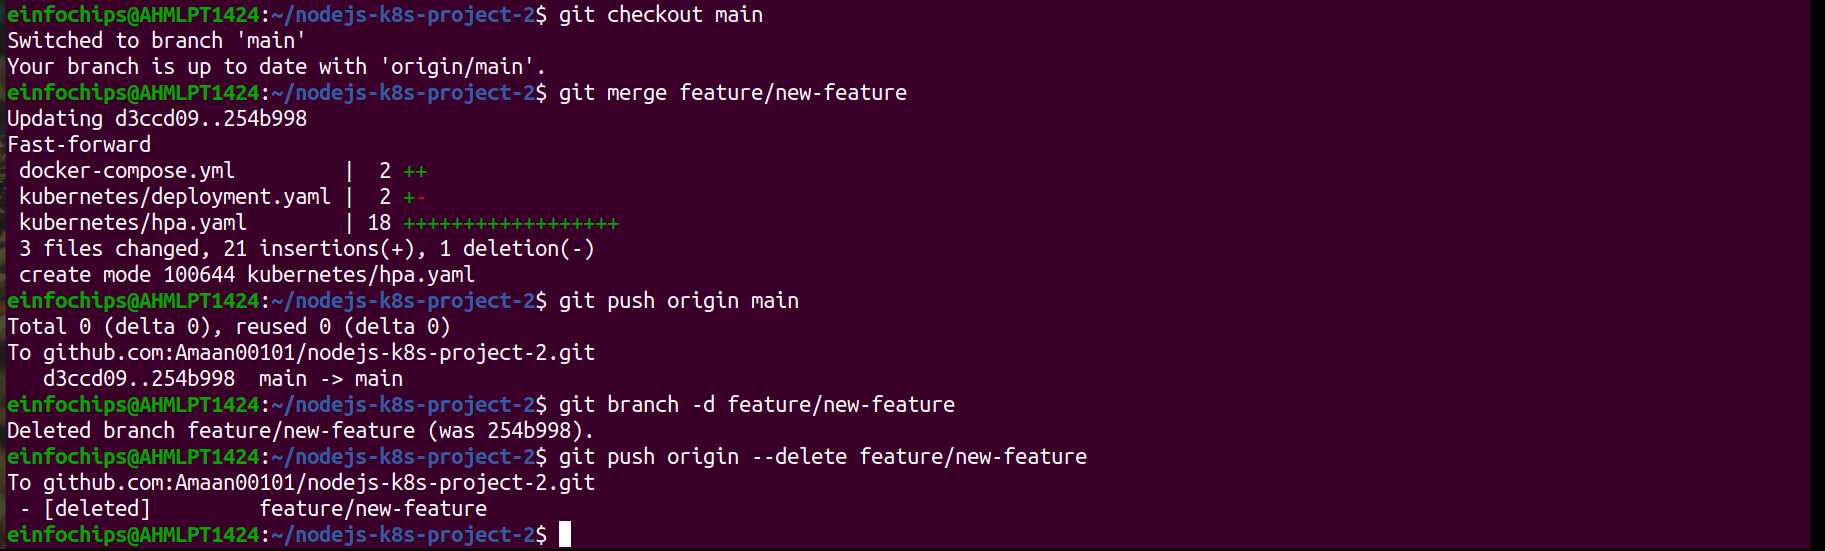 einfochips@AHMLPT1424:~/nodejs-k8s-project-2$ git checkout main
Switched to branch 'main'
Your branch is up to date with 'origin/main'.
einfochips@AHMLPT1424:~/nodejs-k8s-project-2$ git merge feature/new-feature
Updating d3ccd09..254b998
Fast-forward
 docker-compose.yml         |  2 ++
 kubernetes/deployment.yaml |  2 +-
 kubernetes/hpa.yaml        | 18 ++++++++++++++++++
 3 files changed, 21 insertions(+), 1 deletion(-)
 create mode 100644 kubernetes/hpa.yaml
einfochips@AHMLPT1424:~/nodejs-k8s-project-2$ git push origin main
Total 0 (delta 0), reused 0 (delta 0)
To github.com:Amaan00101/nodejs-k8s-project-2.git
   d3ccd09..254b998  main -> main
einfochips@AHMLPT1424:~/nodejs-k8s-project-2$ git branch -d feature/new-feature
Deleted branch feature/new-feature (was 254b998).
einfochips@AHMLPT1424:~/nodejs-k8s-project-2$ git push origin --delete feature/new-feature
To github.com:Amaan00101/nodejs-k8s-project-2.git
 - [deleted]         feature/new-feature
einfochips@AHMLPT1424:~/nodejs-k8s-project-2$